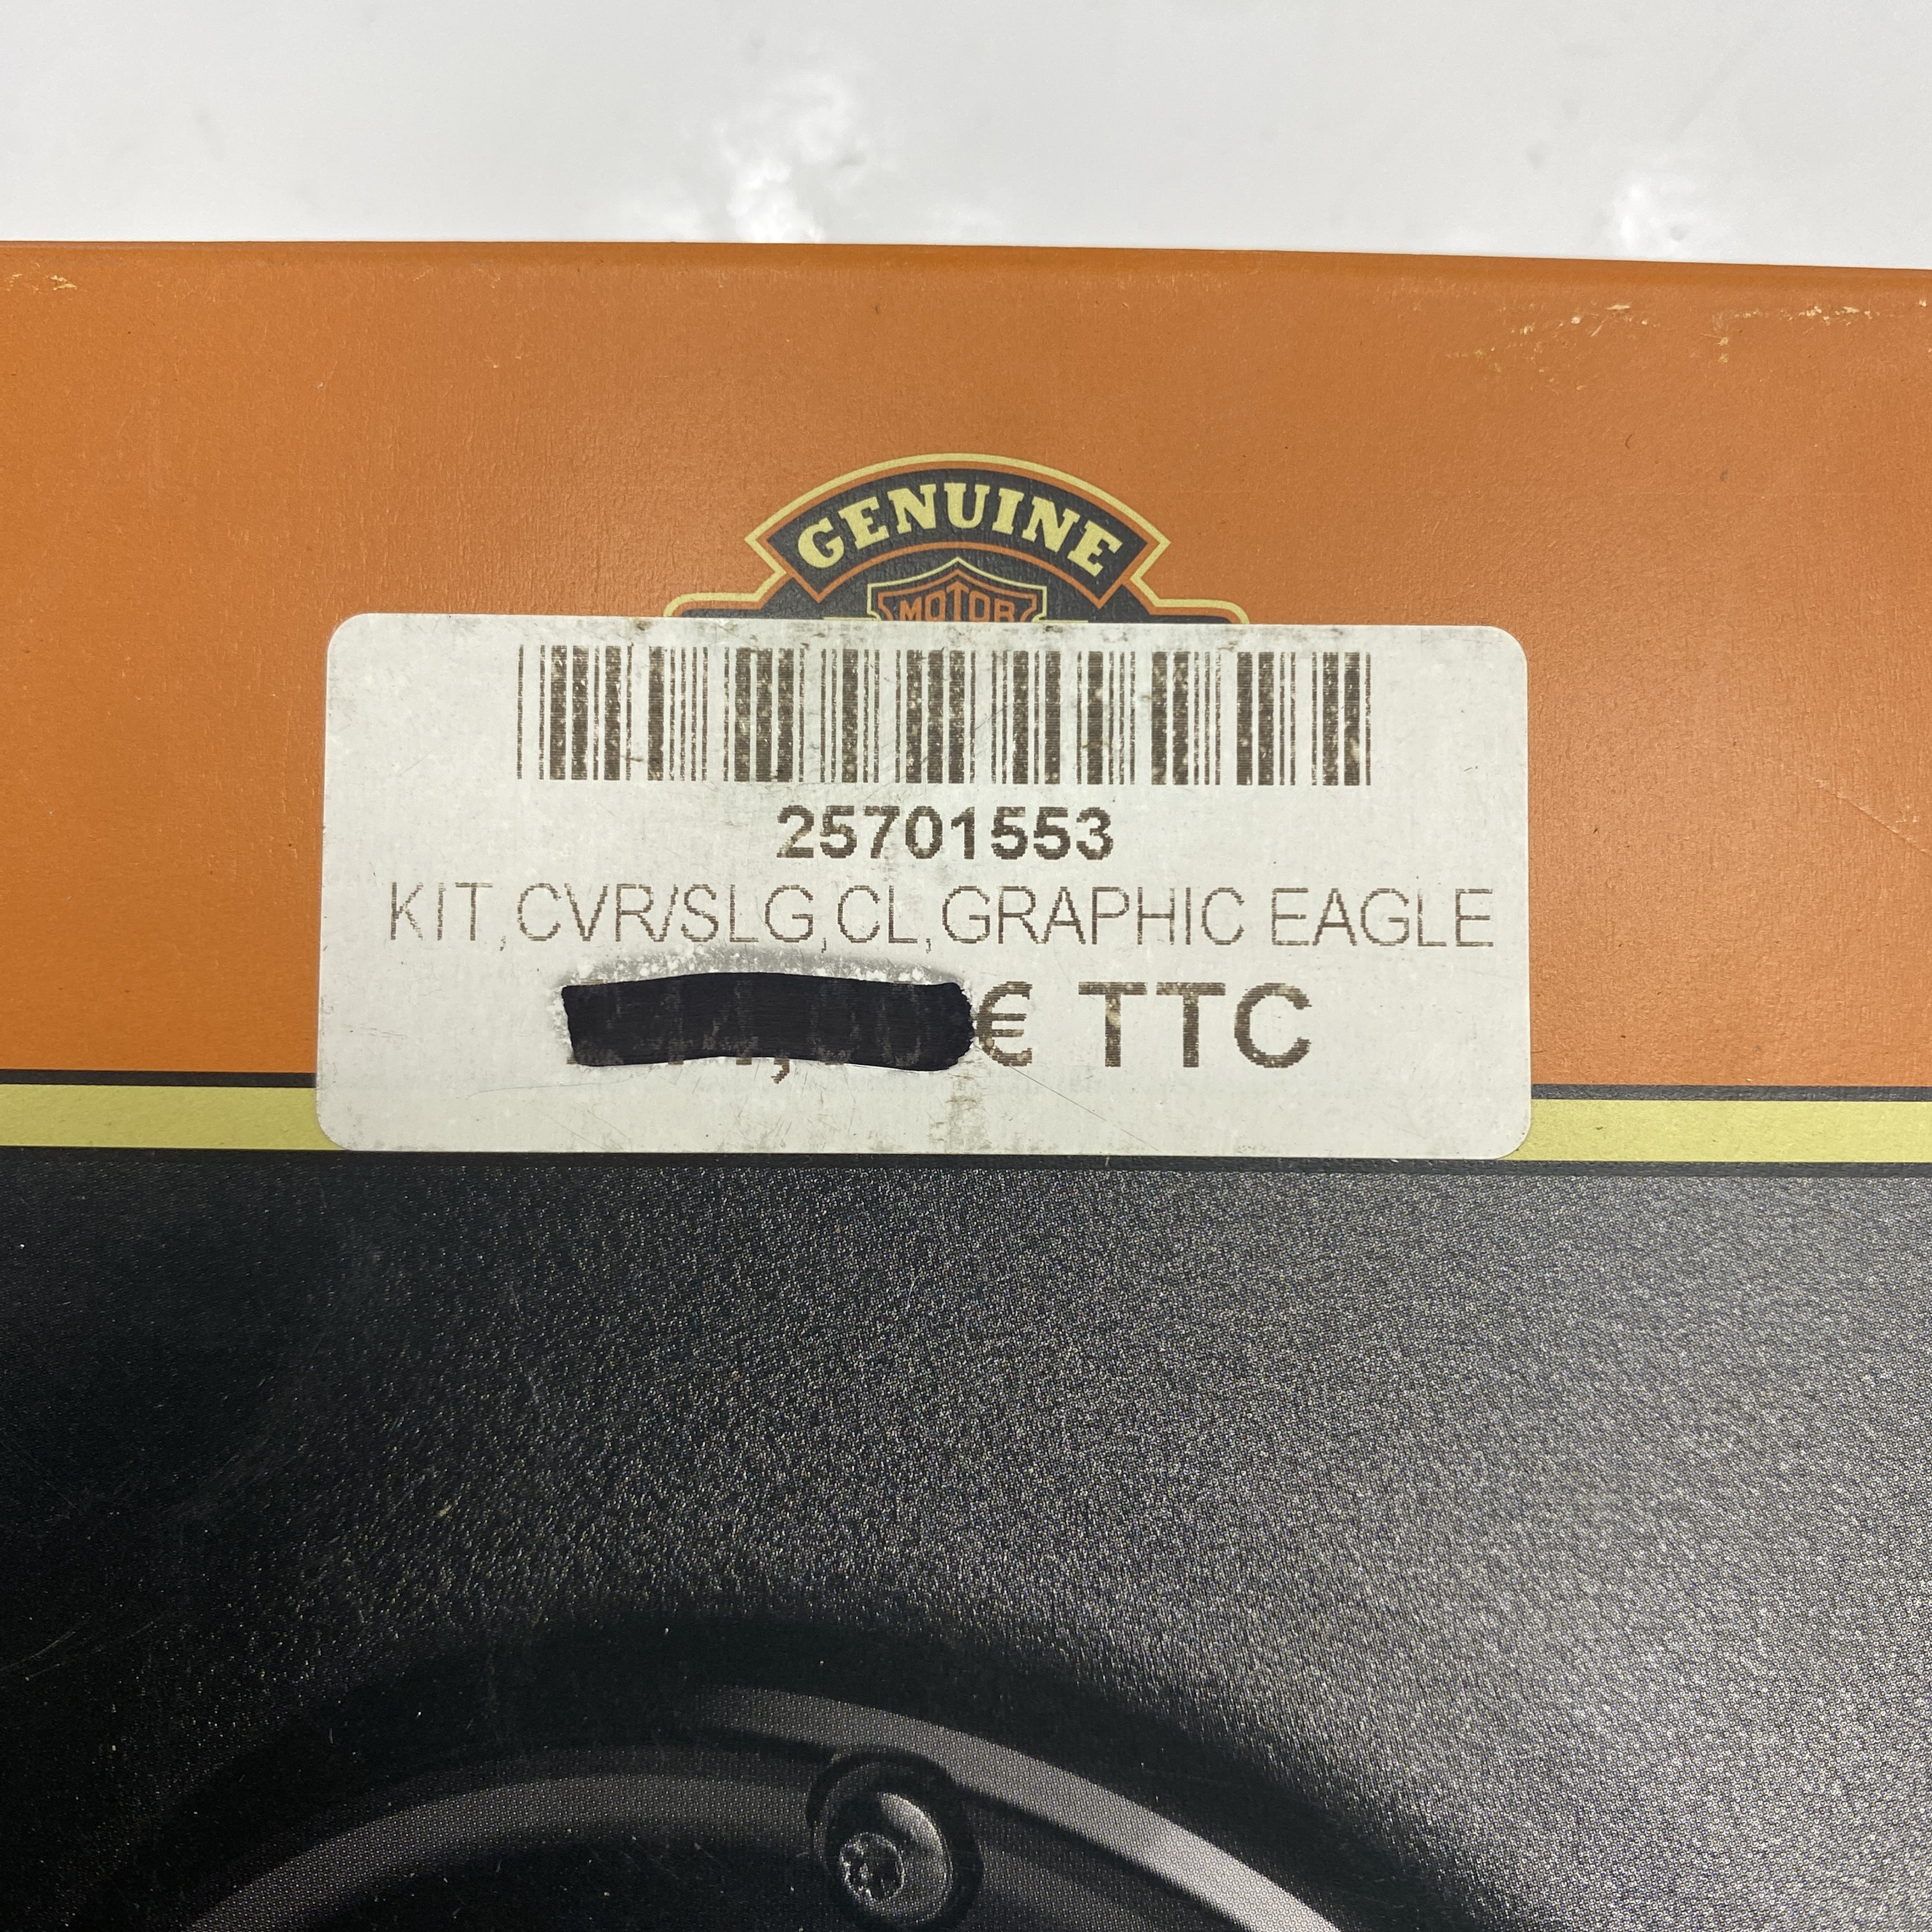 GENUINE
MOTOR
25701553
KIT,CVR/SLG,CL,GRAPHIC EAGLE
€ TTC